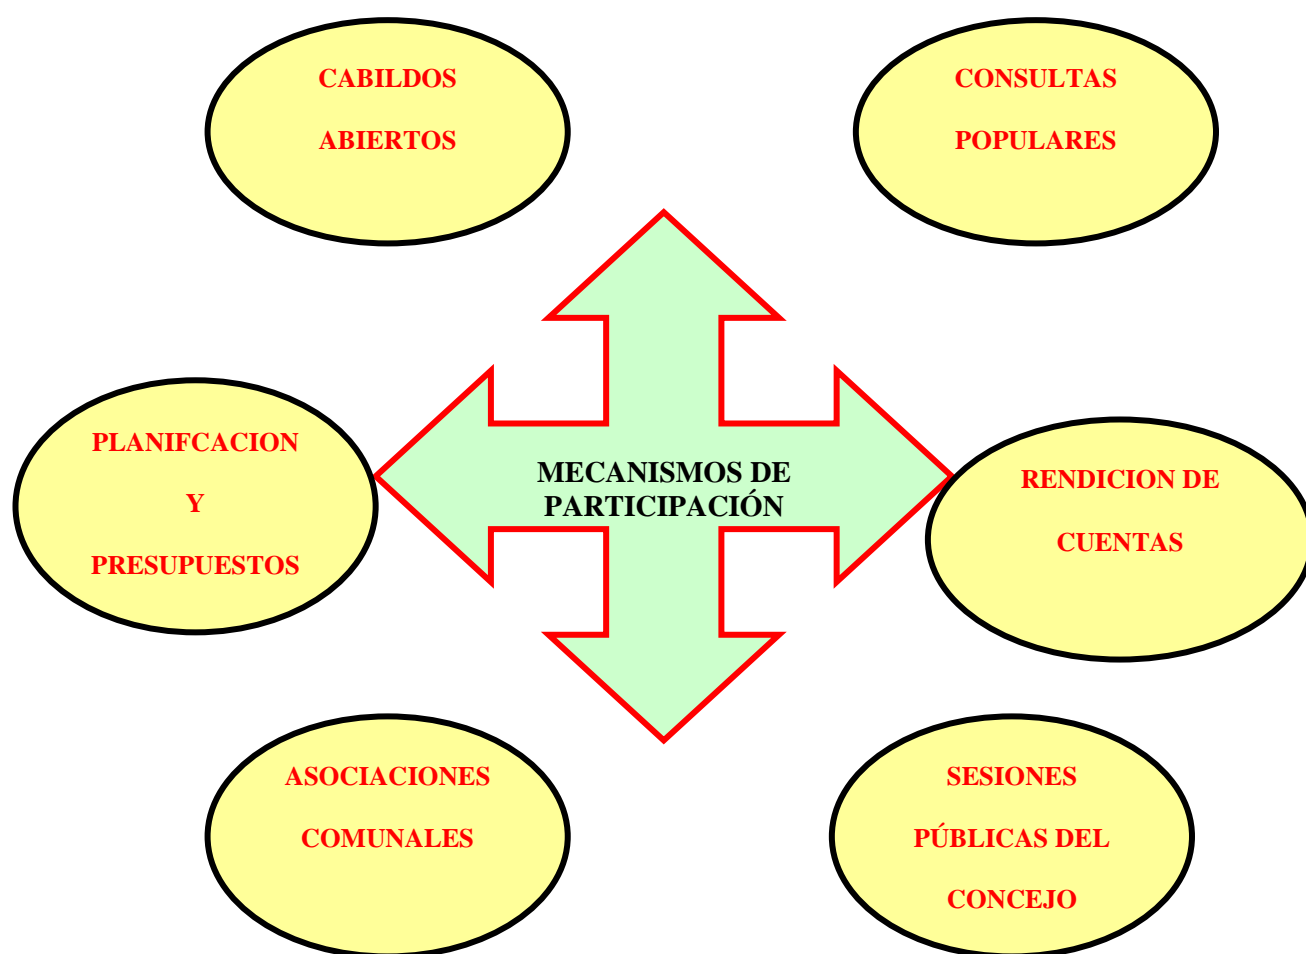 CABILDOS
ABIERTOS
CONSULTAS
POPULARES
PLANIFCACION
Y
PRESUPUESTOS
MECANISMOS DE
PARTICIPACIÓN
RENDICION DE
CUENTAS
ASOCIACIONES
COMUNALES
SESIONES
PÚBLICAS DEL
CONCEJO